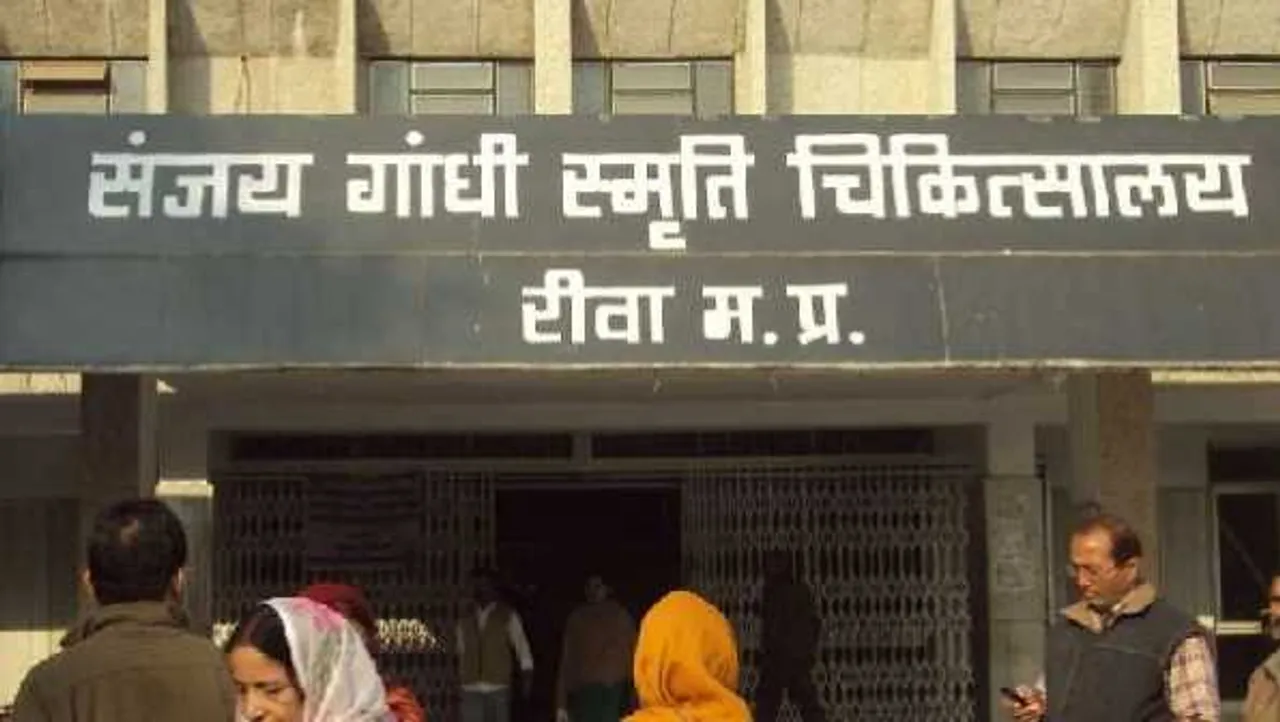 संजय गांधी स्मृति चिकित्सालय
रीवा म. प्र.